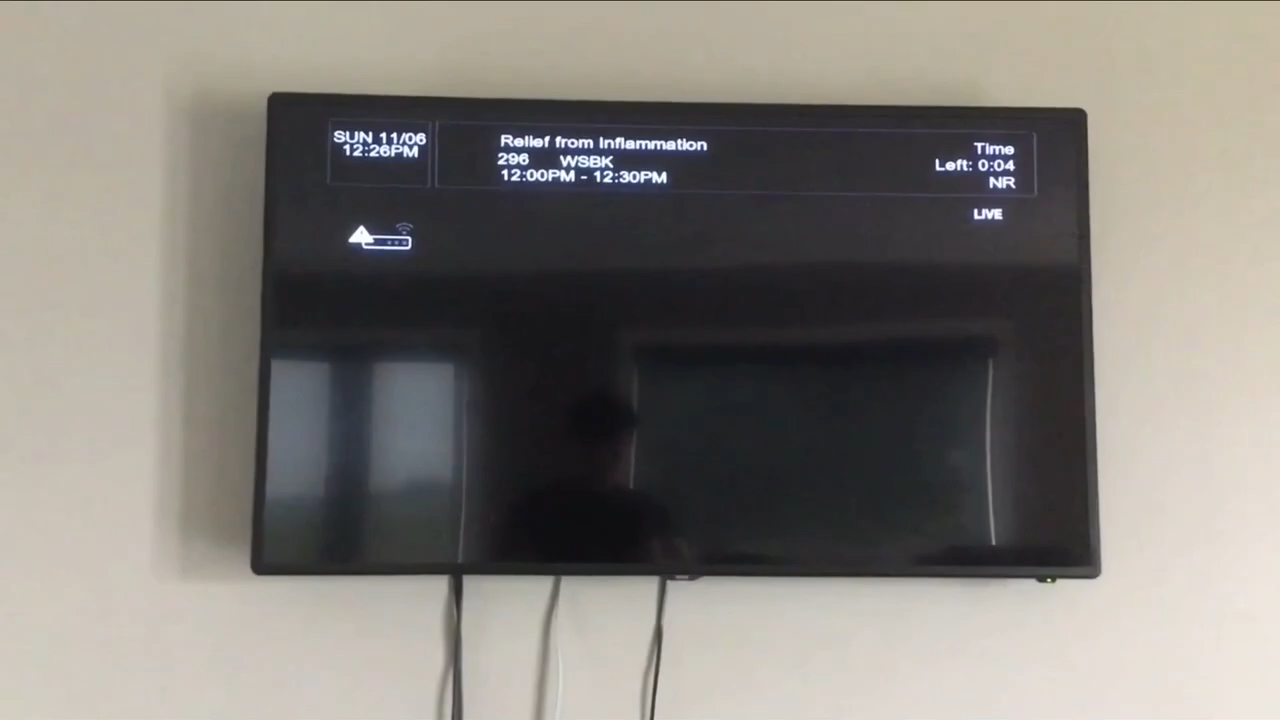 SUN 11/06
12:26PM
Relief from Inflammation
296 WSBK
12:00PM - 12:30PM
Time
Left: 0:04
NR
LIVE